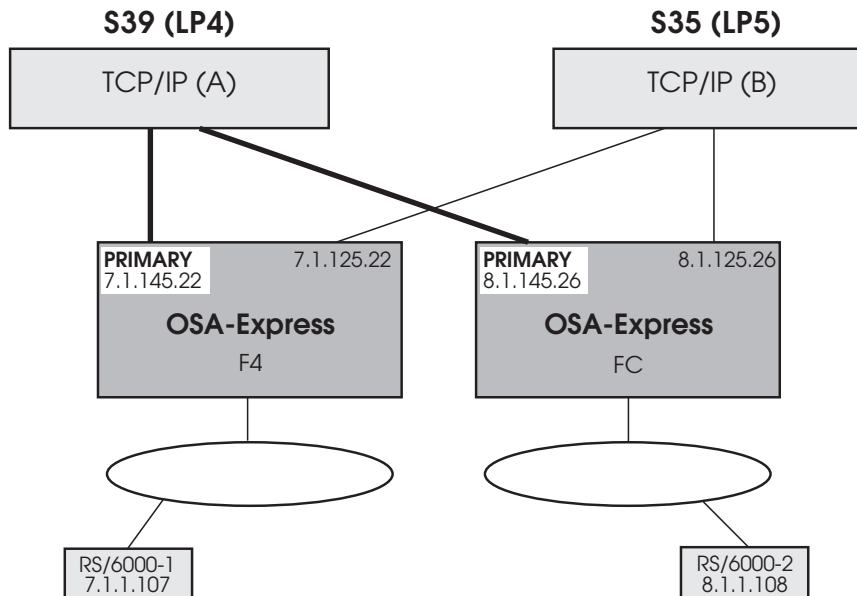 S39 (LP4)
S35 (LP5)
TCP/IP (A)
TCP/IP (B)
PRIMARY
7.1.145.22
7.1.125.22
OSA-Express
F4
PRIMARY
8.1.145.26
8.1.125.26
OSA-Express
FC
RS/6000-1
7.1.1.107
RS/6000-2
8.1.1.108